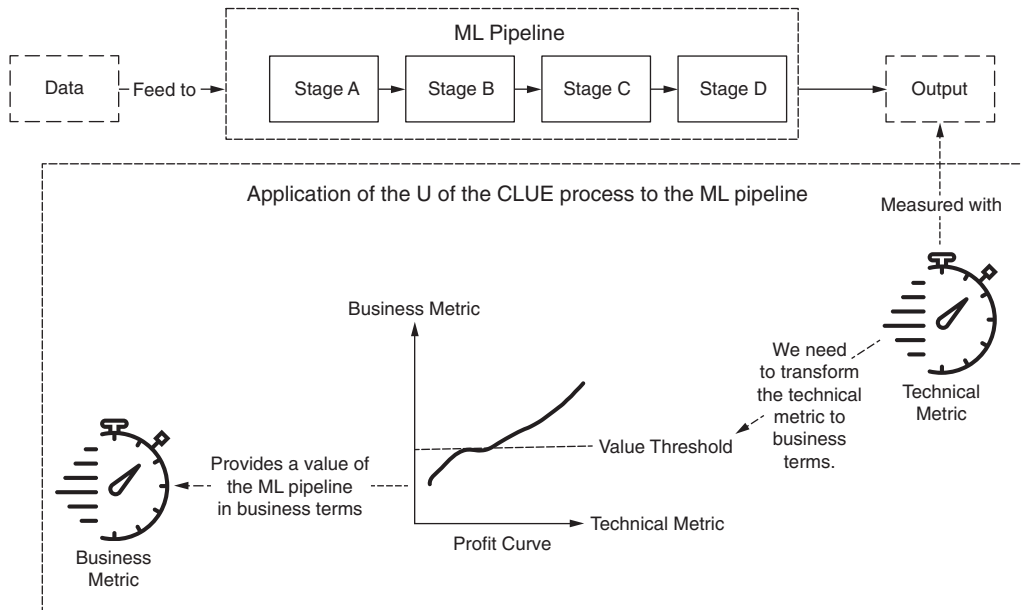 ML Pipeline
Data
Feed to
Stage A
Stage B
Stage C
Stage D
Output
Application of the U of the CLUE process to the ML pipeline
Measured with
Business Metric
We need
to transform
the technical
metric to
business
terms.
Technical
Metric
Value Threshold
Provides a value of
the ML pipeline
in business terms
Technical Metric
Profit Curve
Business
Metric